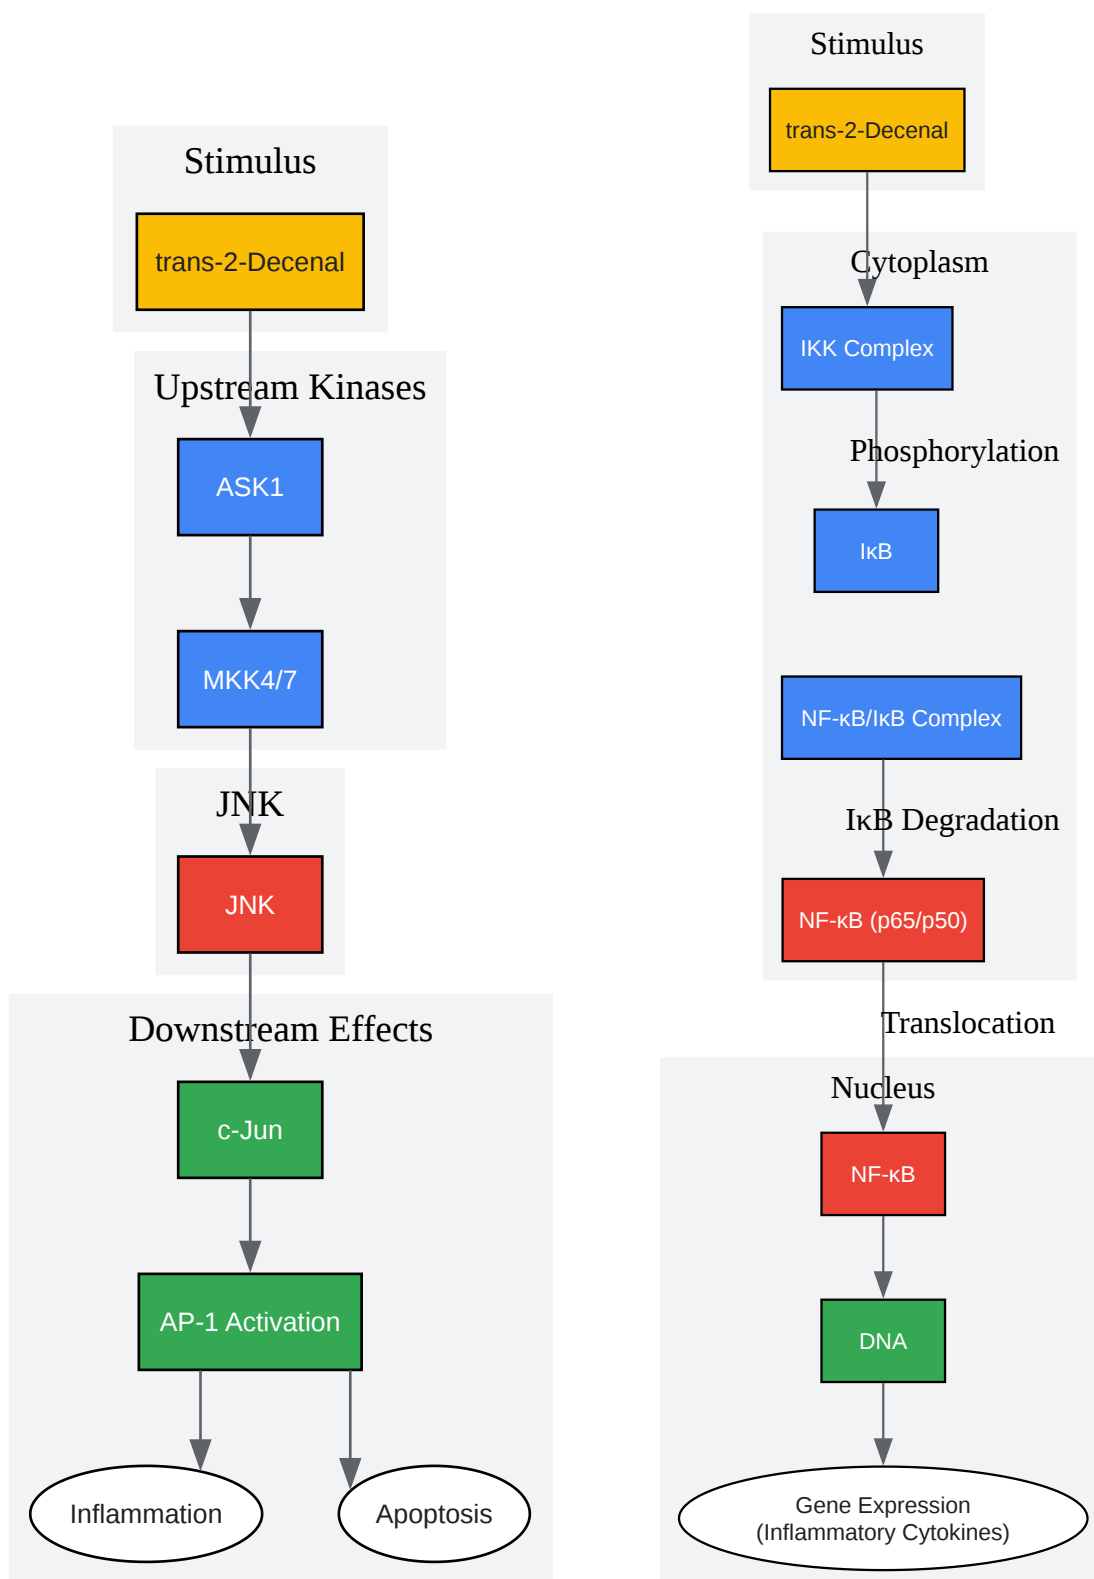 Stimulus
trans-2-Decenal
Upstream Kinases
ASK1
MKK4/7
JNK
JNK
Downstream Effects
c-Jun
AP-1 Activation
Inflammation
Apoptosis
Stimulus
trans-2-Decenal
Cytoplasm
IKK Complex
Phosphorylation
IκB
NF-κB/IκB Complex
IκB Degradation
NF-κB (p65/p50)
Translocation
Nucleus
NF-κB
DNA
Gene Expression
(Inflammatory Cytokines)